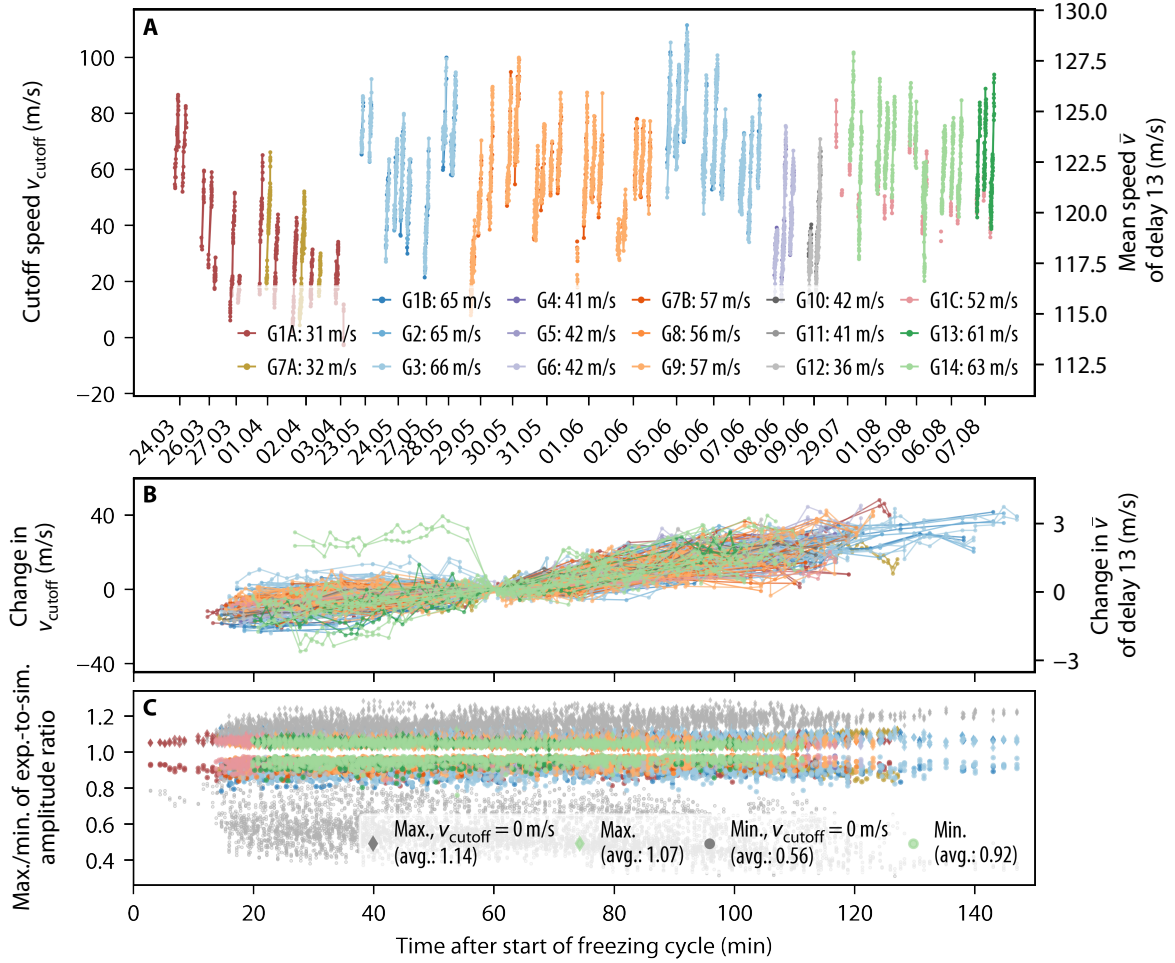 A
Cutoff speed vcutoff (m/s)
100
80
60
40
20
0
−20
130.0
127.5
125.0
122.5
120.0
117.5
115.0
112.5
Mean speed v̄
of delay 13 (m/s)
G1A: 31 m/s
G7A: 32 m/s
G1B: 65 m/s
G2: 65 m/s
G3: 66 m/s
G4: 41 m/s
G5: 42 m/s
G6: 42 m/s
G7B: 57 m/s
G8: 56 m/s
G9: 57 m/s
G10: 42 m/s
G11: 41 m/s
G12: 36 m/s
G1C: 52 m/s
G13: 61 m/s
G14: 63 m/s
24.03
26.03
27.03
01.04
02.04
03.04
23.05
24.05
27.05
28.05
29.05
30.05
31.05
01.06
02.06
05.06
06.06
07.06
08.06
09.06
29.07
01.08
05.08
06.08
07.08
B
Change in
vcutoff (m/s)
40
0
−40
3
0
−3
Change in v̄
of delay 13 (m/s)
C
Max./min. of exp.-to-sim.
amplitude ratio
1.2
1.0
0.8
0.6
0.4
Max., vcutoff = 0 m/s
(avg.: 1.14)
Max.
(avg.: 1.07)
Min., vcutoff = 0 m/s
(avg.: 0.56)
Min.
(avg.: 0.92)
0
20
40
60
80
100
120
140
Time after start of freezing cycle (min)